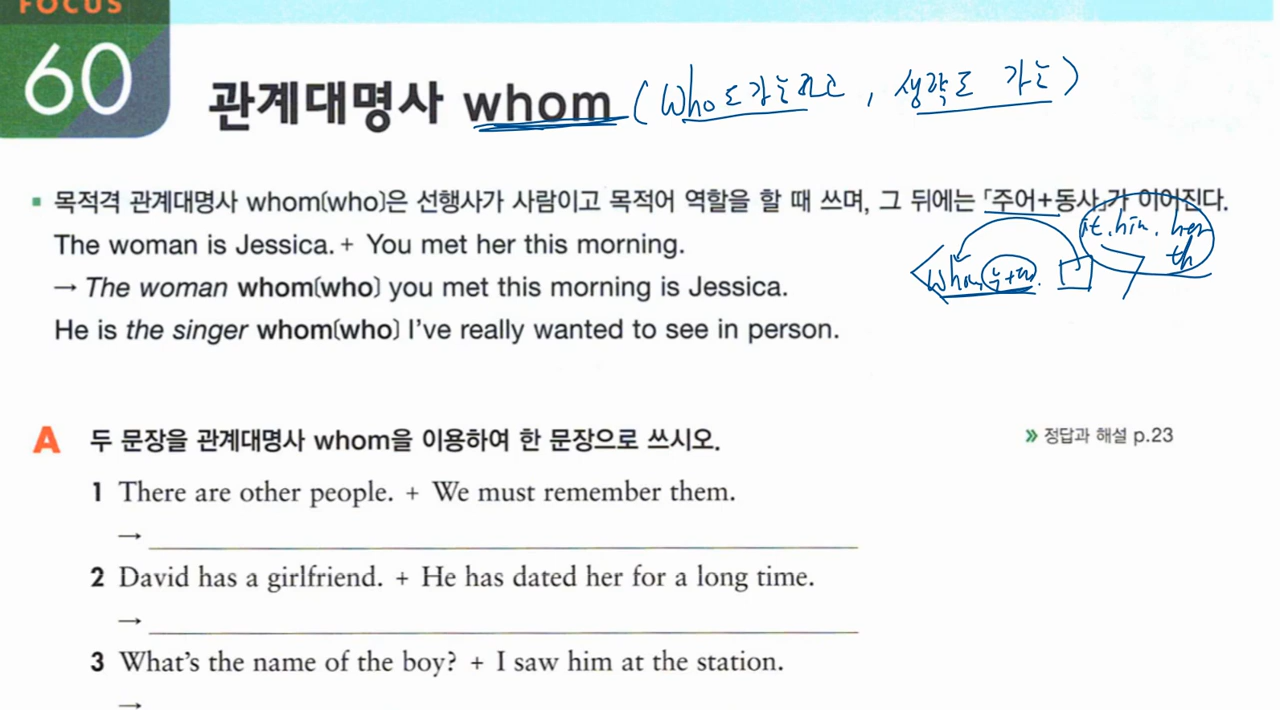 FOCUS
60
관계대명사 whom (who도 가능하고, 생략도 가능)
▪ 목적격 관계대명사 whom(who)은 선행사가 사람이고 목적어 역할을 할 때 쓰며, 그 뒤에는 「주어+동사」가 이어진다.
The woman is Jessica. + You met her this morning.
it, him, her
th
→ The woman whom(who) you met this morning is Jessica.
He is the singer whom(who) I've really wanted to see in person.
A 두 문장을 관계대명사 whom을 이용하여 한 문장으로 쓰시오.
» 정답과 해설 p.23
1 There are other people. + We must remember them.
→
2 David has a girlfriend. + He has dated her for a long time.
→
3 What's the name of the boy? + I saw him at the station.
→